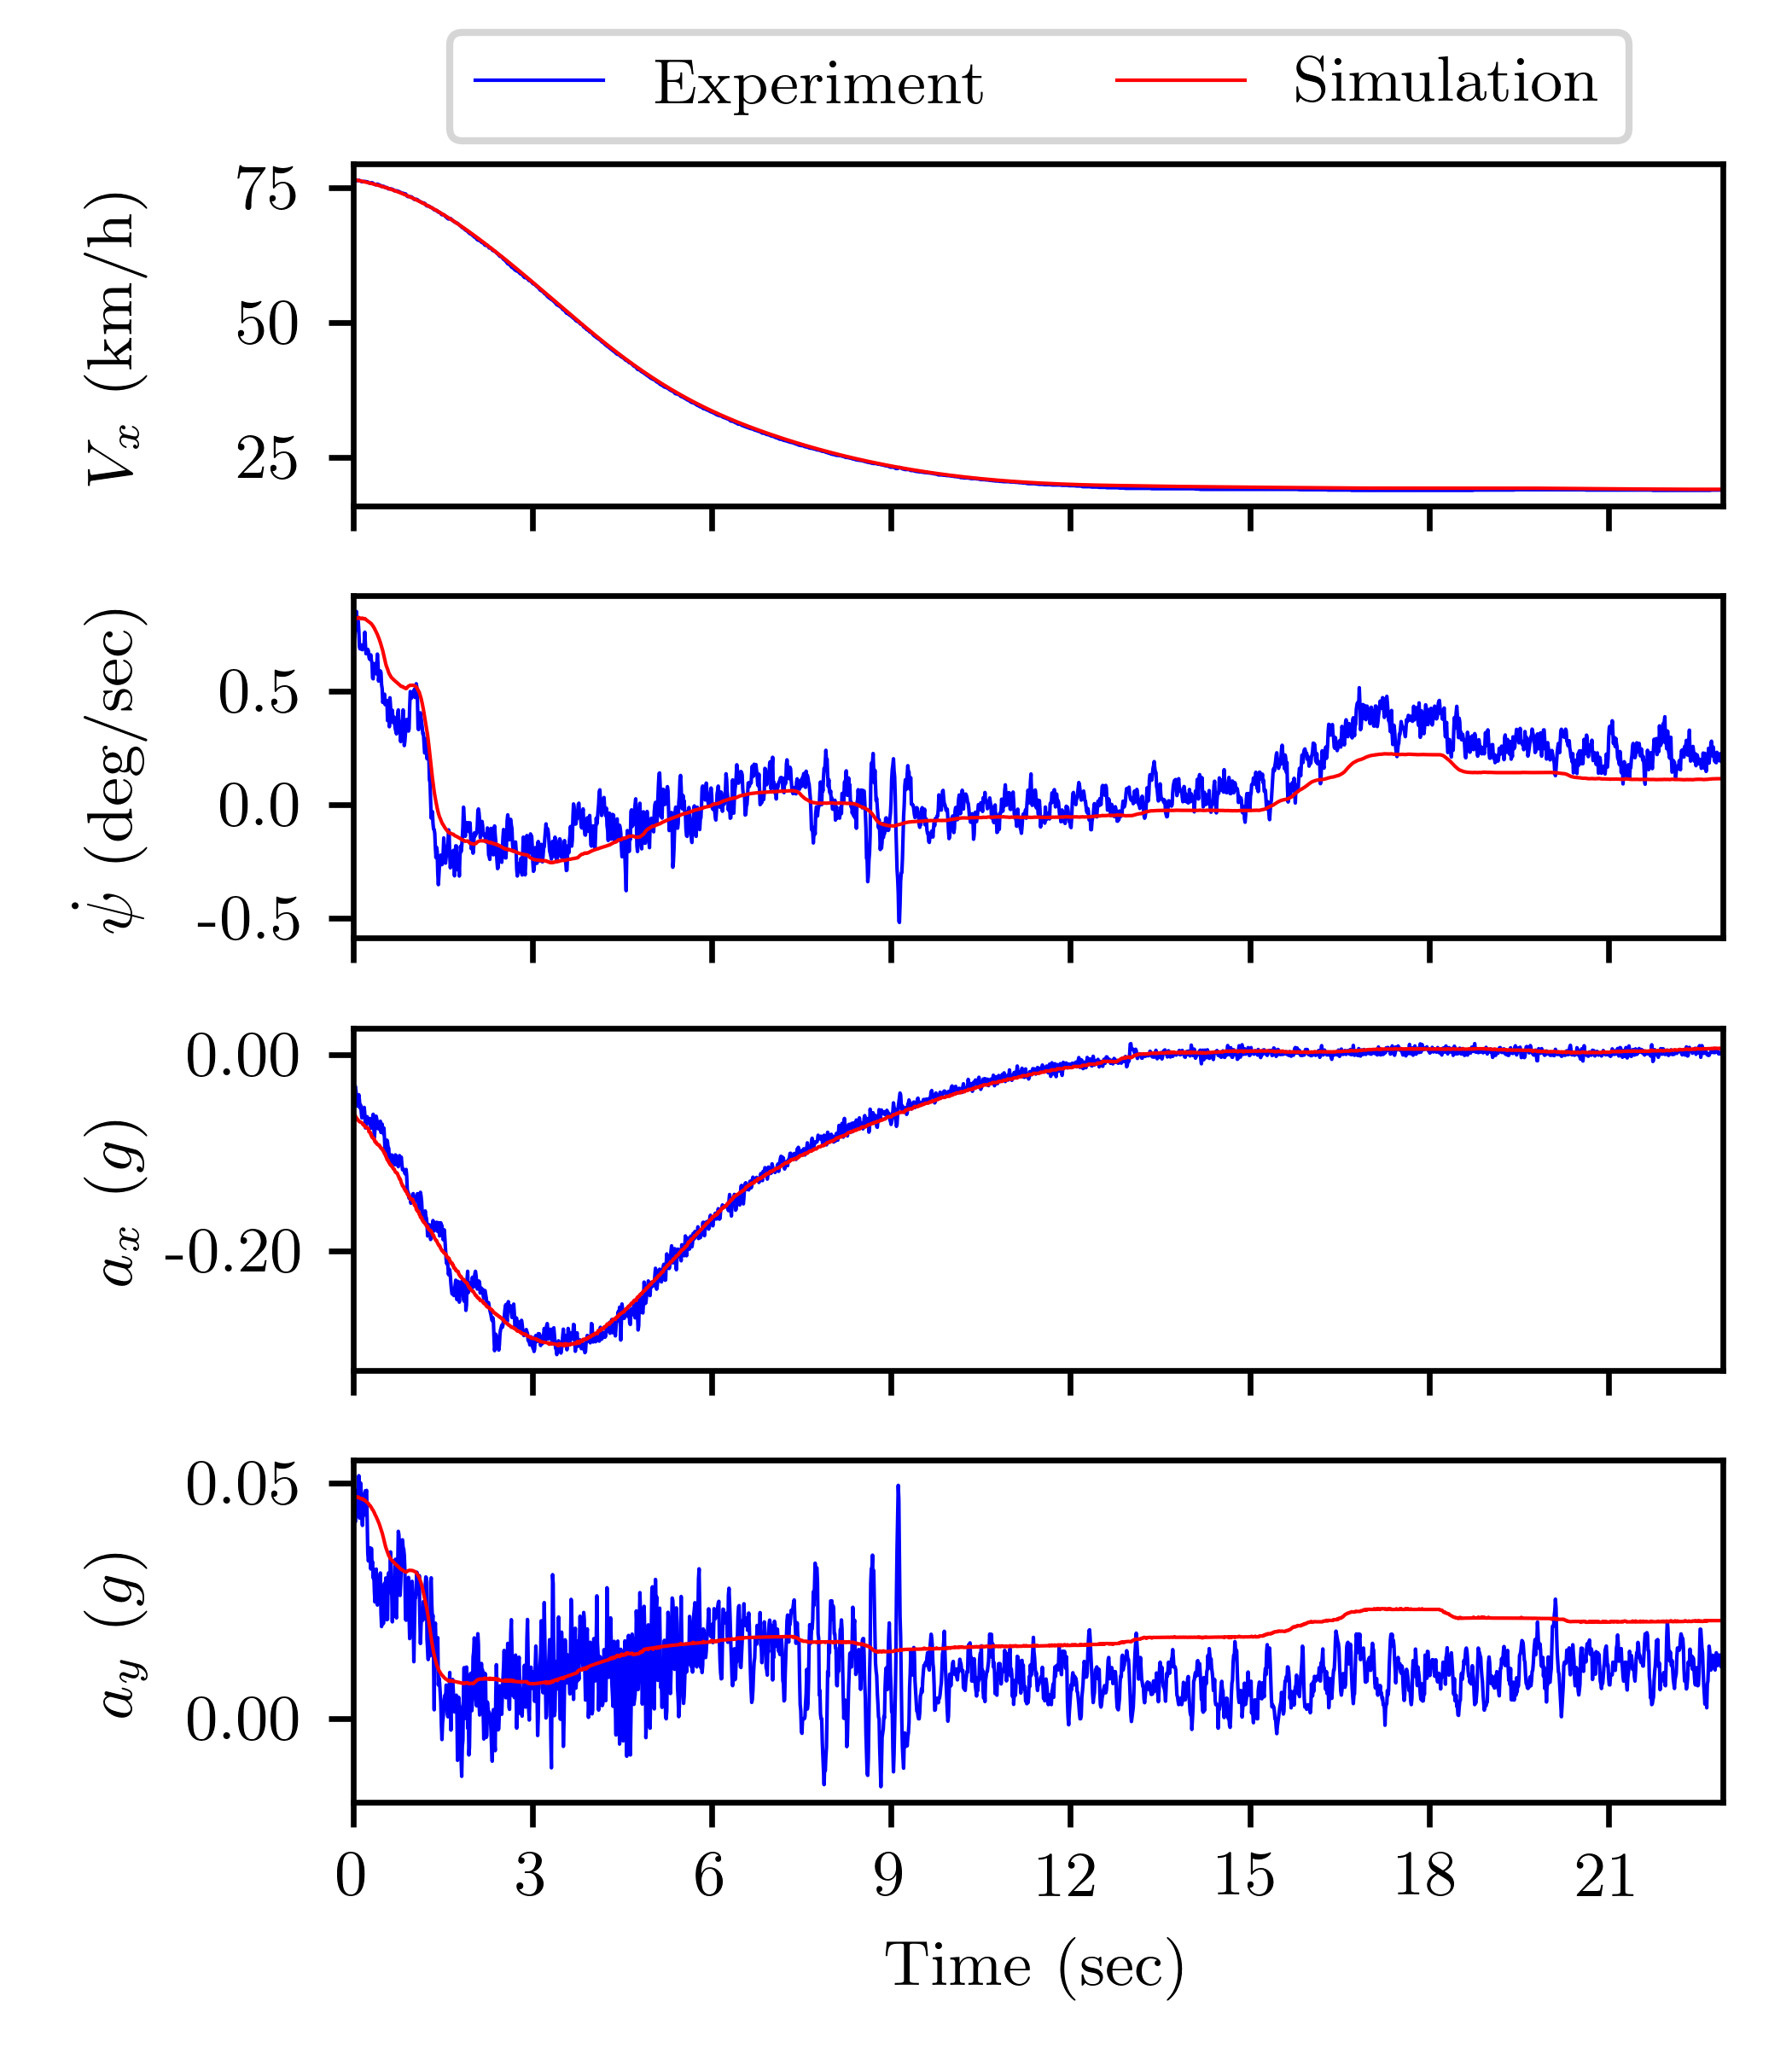 Experiment Simulation
75
50
25
V_x (km/h)
0.5
0.0
-0.5
ψ̇ (deg/sec)
0.00
-0.20
a_x (g)
0.05
0.00
a_y (g)
0 3 6 9 12 15 18 21
Time (sec)